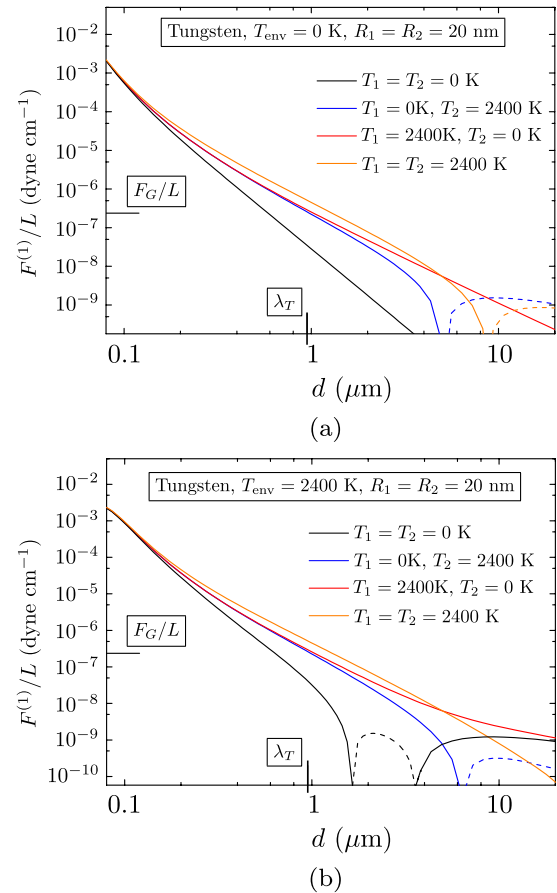 (a)
Tungsten, T_env = 0 K, R_1 = R_2 = 20 nm
T_1 = T_2 = 0 K
T_1 = 0K, T_2 = 2400 K
T_1 = 2400K, T_2 = 0 K
T_1 = T_2 = 2400 K
F^(1)/L (dyne cm^−1)
10^−2
10^−3
10^−4
10^−5
10^−6
10^−7
10^−8
10^−9
F_G/L
λ_T
0.1 1 10
d (μm)
(a)
Tungsten, T_env = 2400 K, R_1 = R_2 = 20 nm
T_1 = T_2 = 0 K
T_1 = 0K, T_2 = 2400 K
T_1 = 2400K, T_2 = 0 K
T_1 = T_2 = 2400 K
F^(1)/L (dyne cm^−1)
10^−2
10^−3
10^−4
10^−5
10^−6
10^−7
10^−8
10^−9
10^−10
F_G/L
λ_T
0.1 1 10
d (μm)
(b)